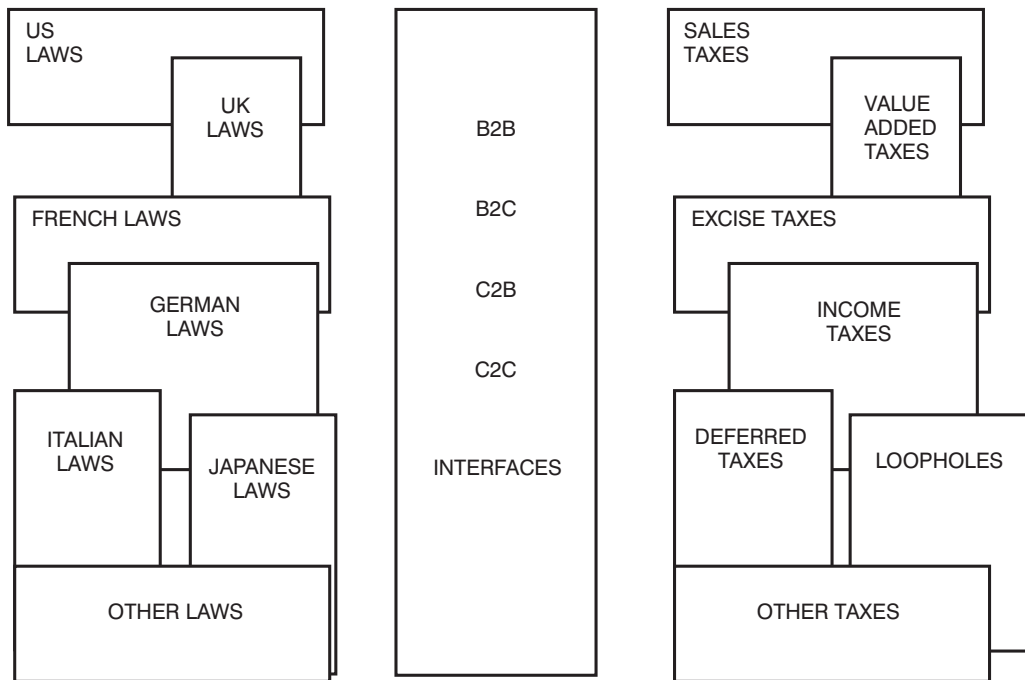 US
LAWS
UK
LAWS
FRENCH LAWS
GERMAN
LAWS
ITALIAN
LAWS
JAPANESE
LAWS
OTHER LAWS
B2B
B2C
C2B
C2C
INTERFACES
SALES
TAXES
VALUE
ADDED
TAXES
EXCISE TAXES
INCOME
TAXES
DEFERRED
TAXES
LOOPHOLES
OTHER TAXES